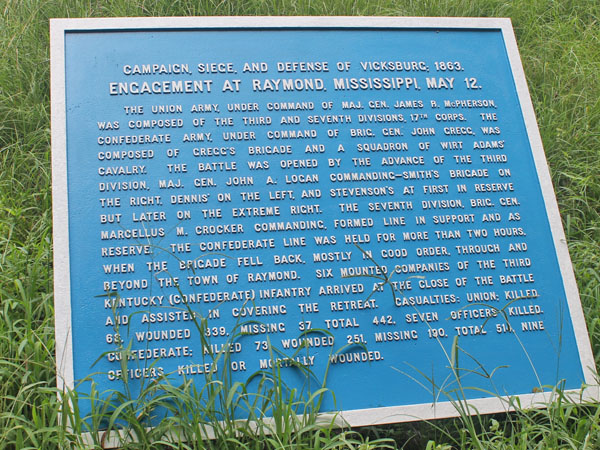 CAMPAIGN, SIEGE, AND DEFENSE OF VICKSBURG; 1863.
ENGAGEMENT AT RAYMOND, MISSISSIPPI, MAY 12.
THE UNION ARMY, UNDER COMMAND OF MAJ. GEN. JAMES B. McPHERSON,
WAS COMPOSED OF THE THIRD AND SEVENTH DIVISIONS, 17TH CORPS. THE
CONFEDERATE ARMY, UNDER COMMAND OF BRIG. GEN. JOHN GREGG, WAS
COMPOSED OF GREGG'S BRIGADE AND A SQUADRON OF WIRT ADAMS'
CAVALRY. THE BATTLE WAS OPENED BY THE ADVANCE OF THE THIRD
DIVISION, MAJ. GEN. JOHN A. LOGAN COMMANDING—SMITH'S BRIGADE ON
THE RIGHT, DENNIS' ON THE LEFT, AND STEVENSON'S AT FIRST IN RESERVE
BUT LATER ON THE EXTREME RIGHT. THE SEVENTH DIVISION, BRIG. GEN.
MARCELLUS M. CROCKER COMMANDING, FORMED LINE IN SUPPORT AND AS
RESERVE. THE CONFEDERATE LINE WAS HELD FOR MORE THAN TWO HOURS,
WHEN THE BRIGADE FELL BACK, MOSTLY IN GOOD ORDER, THROUGH AND
BEYOND THE TOWN OF RAYMOND. SIX MOUNTED COMPANIES OF THE THIRD
KENTUCKY (CONFEDERATE) INFANTRY ARRIVED AT THE CLOSE OF THE BATTLE
AND ASSISTED IN COVERING THE RETREAT. CASUALTIES: UNION; KILLED
WOUNDED 339, MISSING 37, TOTAL 442, SEVEN OFFICERS KILLED.
CONFEDERATE; KILLED 73, WOUNDED 251, MISSING 190, TOTAL 514, NINE
OFFICERS KILLED OR MORTALLY WOUNDED.